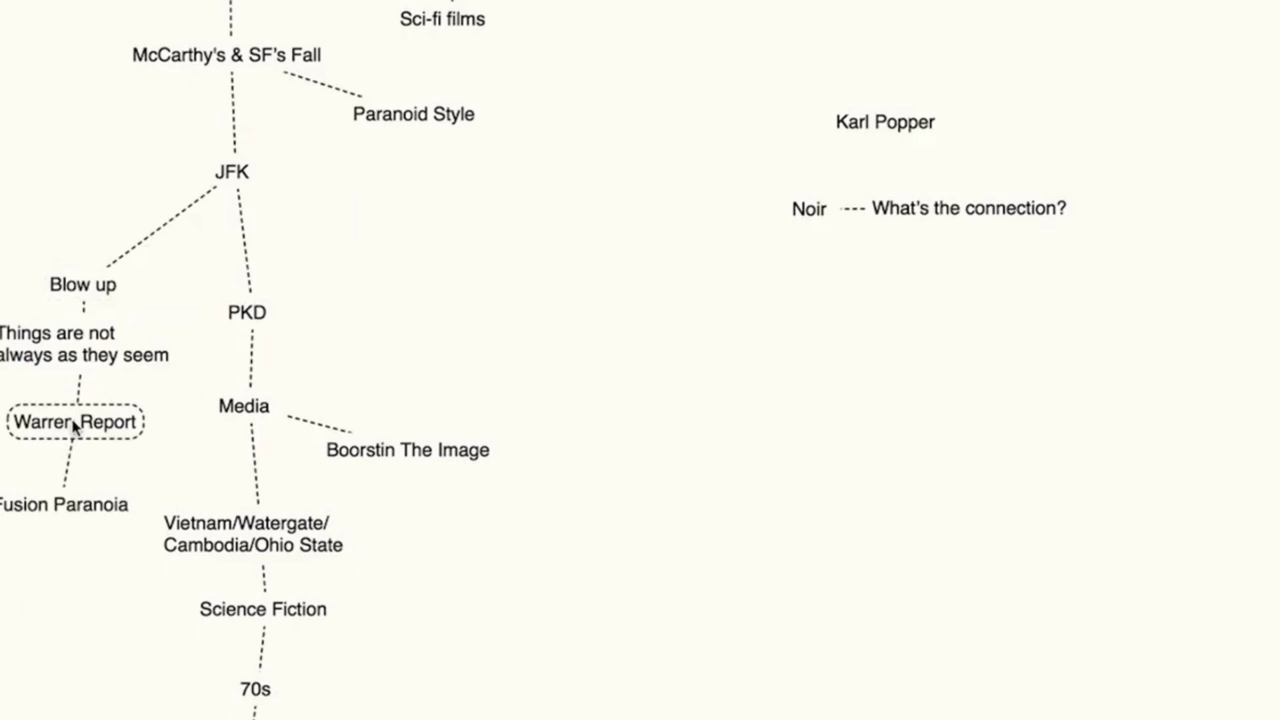 Sci-fi films
McCarthy's & SF's Fall
Paranoid Style
Karl Popper
JFK
Noir
What's the connection?
Blow up
PKD
Things are not
always as they seem
Media
Warren Report
Boorstin The Image
Fusion Paranoia
Vietnam/Watergate/
Cambodia/Ohio State
Science Fiction
70s